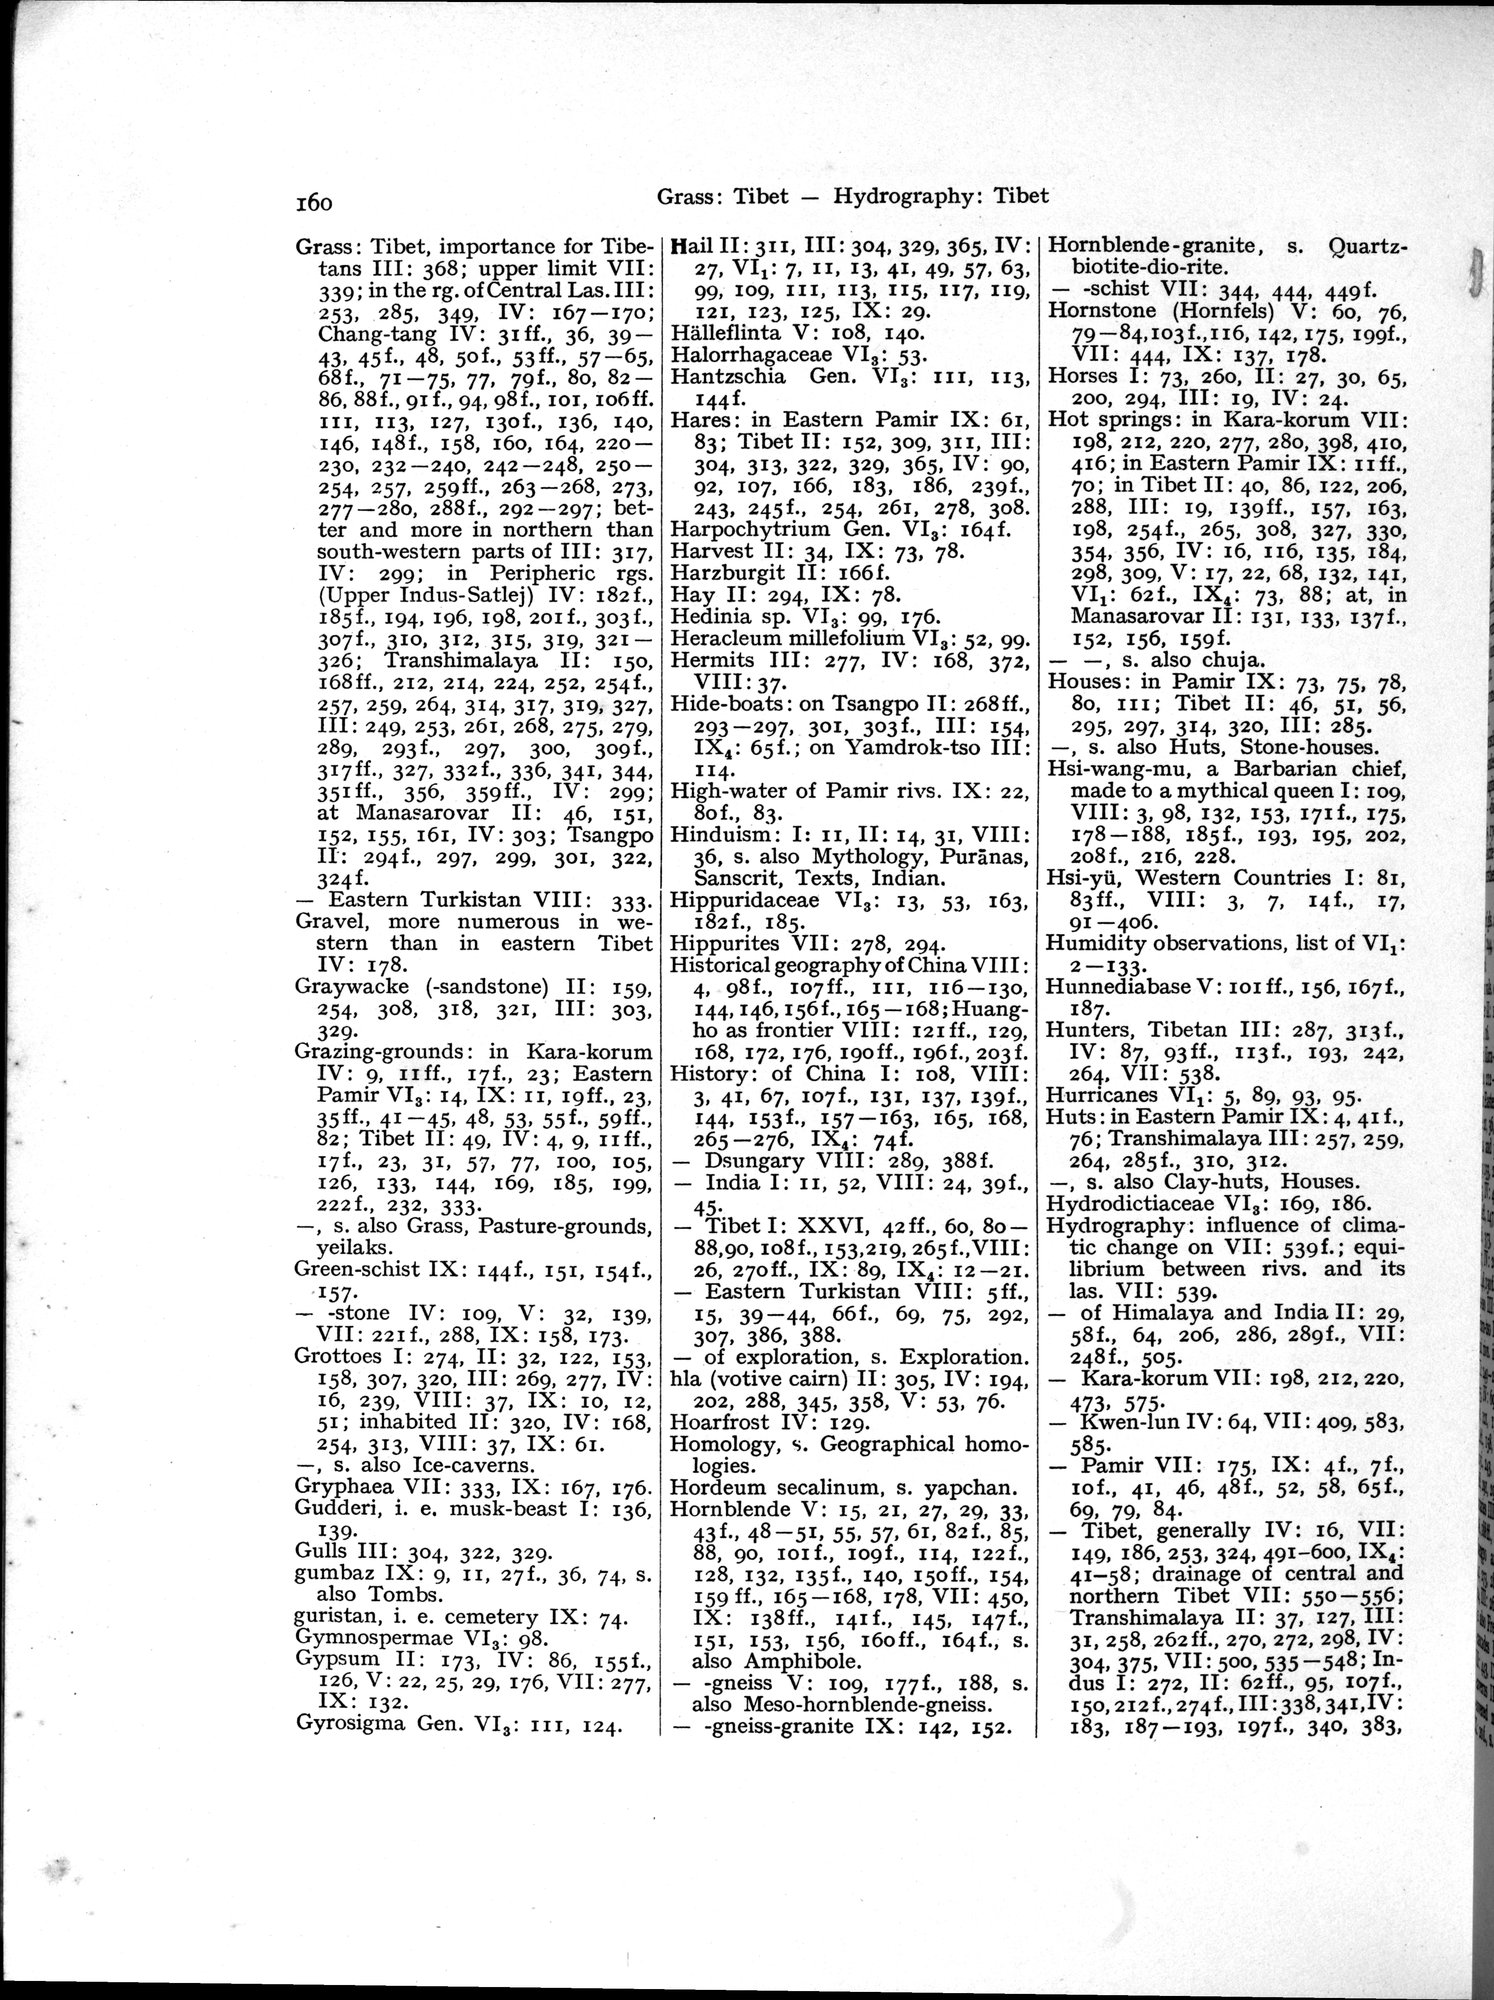 160
Grass: Tibet — Hydrography: Tibet
Grass: Tibet, importance for Tibe-
tans III: 368; upper limit VII:
339; in the rg. of Central Las. III:
253, 285, 349, IV: 167—170;
Chang-tang IV: 31ff., 36, 39—
43, 45f., 48, 50f., 53ff., 57—65,
68f., 71—75, 77, 79f., 80, 82—
86, 88f., 91f., 94, 98f., 101, 106ff.
111, 113, 127, 130f., 136, 140,
146, 148f., 158, 160, 164, 220—
230, 232—240, 242—248, 250—
254, 257, 259ff., 263—268, 273,
277—280, 288f., 292—297; bet-
ter and more in northern than
south-western parts of III: 317,
IV: 299; in Peripheric rgs.
(Upper Indus-Satlej) IV: 182f.,
185f., 194, 196, 198, 201f., 303f.,
307f., 310, 312, 315, 319, 321—
326; Transhimalaya II: 150,
168ff., 212, 214, 224, 252, 254f.,
257, 259, 264, 314, 317, 319, 327,
III: 249, 253, 261, 268, 275, 279,
289, 293f., 297, 300, 309f.,
317ff., 327, 332f., 336, 341, 344,
351ff., 356, 359ff., IV: 299;
at Manasarovar II: 46, 151,
152, 155, 161, IV: 303; Tsangpo
II: 294f., 297, 299, 301, 322,
324f.
— Eastern Turkistan VIII: 333.
Gravel, more numerous in we-
stern than in eastern Tibet
IV: 178.
Graywacke (-sandstone) II: 159,
254, 308, 318, 321, III: 303,
329.
Grazing-grounds: in Kara-korum
IV: 9, 11ff., 17f., 23; Eastern
Pamir VI₃: 14, IX: 11, 19ff., 23,
35ff., 41—45, 48, 53, 55f., 59ff.,
82; Tibet II: 49, IV: 4, 9, 11ff.,
17f., 23, 31, 57, 77, 100, 105,
126, 133, 144, 169, 185, 199,
222f., 232, 333.
—, s. also Grass, Pasture-grounds,
yeilaks.
Green-schist IX: 144f., 151, 154f.,
157.
— -stone IV: 109, V: 32, 139,
VII: 221f., 288, IX: 158, 173.
Grottoes I: 274, II: 32, 122, 153,
158, 307, 320, III: 269, 277, IV:
16, 239, VIII: 37, IX: 10, 12,
51; inhabited II: 320, IV: 168,
254, 313, VIII: 37, IX: 61.
—, s. also Ice-caverns.
Gryphaea VII: 333, IX: 167, 176.
Gudderi, i. e. musk-beast I: 136,
139.
Gulls III: 304, 322, 329.
gumbaz IX: 9, 11, 27f., 36, 74, s.
also Tombs.
guristan, i. e. cemetery IX: 74.
Gymnospermae VI₃: 98.
Gypsum II: 173, IV: 86, 155f.,
126, V: 22, 25, 29, 176, VII: 277,
IX: 132.
Gyrosigma Gen. VI₃: 111, 124.
Hail II: 311, III: 304, 329, 365, IV:
27, VI₁: 7, 11, 13, 41, 49, 57, 63,
99, 109, 111, 113, 115, 117, 119,
121, 123, 125, IX: 29.
Hälleflinta V: 108, 140.
Halorrhagaceae VI₃: 53.
Hantzschia Gen. VI₃: 111, 113,
144f.
Hares: in Eastern Pamir IX: 61,
83; Tibet II: 152, 309, 311, III:
304, 313, 322, 329, 365, IV: 90,
92, 107, 166, 183, 186, 239f.,
243, 245f., 254, 261, 278, 308.
Harpochytrium Gen. VI₃: 164f.
Harvest II: 34, IX: 73, 78.
Harzburgit II: 166f.
Hay II: 294, IX: 78.
Hedinia sp. VI₃: 99, 176.
Heracleum millefolium VI₃: 52, 99.
Hermits III: 277, IV: 168, 372,
VIII: 37.
Hide-boats: on Tsangpo II: 268ff.,
293—297, 301, 303f., III: 154,
IX₄: 65f.; on Yamdrok-tso III:
114.
High-water of Pamir rivs. IX: 22,
80f., 83.
Hinduism: I: 11, II: 14, 31, VIII:
36, s. also Mythology, Purānas,
Sanscrit, Texts, Indian.
Hippuridaceae VI₃: 13, 53, 163,
182f., 185.
Hippurites VII: 278, 294.
Historical geography of China VIII:
4, 98f., 107ff., 111, 116—130,
144, 146, 156f., 165—168; Huang-
ho as frontier VIII: 121ff., 129,
168, 172, 176, 190ff., 196f., 203f.
History: of China I: 108, VIII:
3, 41, 67, 107f., 131, 137, 139f.,
144, 153f., 157—163, 165, 168,
265—276, IX₄: 74f.
— Dsungary VIII: 289, 388f.
— India I: 11, 52, VIII: 24, 39f.,
45.
— Tibet I: XXVI, 42ff., 60, 80—
88,90, 108f., 153,219, 265f., VIII:
26, 270ff., IX: 89, IX₄: 12—21.
— Eastern Turkistan VIII: 5ff.,
15, 39—44, 66f., 69, 75, 292,
307, 386, 388.
— of exploration, s. Exploration.
hla (votive cairn) II: 305, IV: 194,
202, 288, 345, 358, V: 53, 76.
Hoarfrost IV: 129.
Homology, s. Geographical homo-
logies.
Hordeum secalinum, s. yapchan.
Hornblende V: 15, 21, 27, 29, 33,
43f., 48—51, 55, 57, 61, 82f., 85,
88, 90, 101f., 109f., 114, 122f.,
128, 132, 135f., 140, 150ff., 154,
159ff., 165—168, 178, VII: 450,
IX: 138ff., 141f., 145, 147f.,
151, 153, 156, 160ff., 164f., s.
also Amphibole.
— -gneiss V: 109, 177f., 188, s.
also Meso-hornblende-gneiss.
— -gneiss-granite IX: 142, 152.
Hornblende-granite, s. Quartz-
biotite-dio-rite.
— -schist VII: 344, 444, 449f.
Hornstone (Hornfels) V: 60, 76,
79—84,103f.,116, 142, 175, 199f.,
VII: 444, IX: 137, 178.
Horses I: 73, 260, II: 27, 30, 65,
200, 294, III: 19, IV: 24.
Hot springs: in Kara-korum VII:
198, 212, 220, 277, 280, 398, 410,
416; in Eastern Pamir IX: 11ff.,
70; in Tibet II: 40, 86, 122, 206,
288, III: 19, 139ff., 157, 163,
198, 254f., 265, 308, 327, 330,
354, 356, IV: 16, 116, 135, 184,
298, 309, V: 17, 22, 68, 132, 141,
VI₁: 62f., IX₄: 73, 88; at, in
Manasarovar II: 131, 133, 137f.,
152, 156, 159f.
— —, s. also chuja.
Houses: in Pamir IX: 73, 75, 78,
80, 111; Tibet II: 46, 51, 56,
295, 297, 314, 320, III: 285.
—, s. also Huts, Stone-houses.
Hsi-wang-mu, a Barbarian chief,
made to a mythical queen I: 109,
VIII: 3, 98, 132, 153, 171f., 175,
178—188, 185f., 193, 195, 202,
208f., 216, 228.
Hsi-yü, Western Countries I: 81,
83ff., VIII: 3, 7, 14f., 17,
91—406.
Humidity observations, list of VI₁:
2—133.
Hunnediabase V: 101ff., 156, 167f.,
187.
Hunters, Tibetan III: 287, 313f.,
IV: 87, 93ff., 113f., 193, 242,
264, VII: 538.
Hurricanes VI₁: 5, 89, 93, 95.
Huts: in Eastern Pamir IX: 4, 41f.,
76; Transhimalaya III: 257, 259,
264, 285f., 310, 312.
—, s. also Clay-huts, Houses.
Hydrodictiaceae VI₃: 169, 186.
Hydrography: influence of clima-
tic change on VII: 539f.; equi-
librium between rivs. and its
las. VII: 539.
— of Himalaya and India II: 29,
58f., 64, 206, 286, 289f., VII:
248f., 505.
— Kara-korum VII: 198, 212, 220,
473, 575.
— Kwen-lun IV: 64, VII: 409, 583,
585.
— Pamir VII: 175, IX: 4f., 7f.,
10f., 41, 46, 48f., 52, 58, 65f.,
69, 79, 84.
— Tibet, generally IV: 16, VII:
149, 186, 253, 324, 491-600, IX₄:
41-58; drainage of central and
northern Tibet VII: 550—556;
Transhimalaya II: 37, 127, III:
31, 258, 262ff., 270, 272, 298, IV:
304, 375, VII: 500, 535—548; In-
dus I: 272, II: 62ff., 95, 107f.,
150, 212f., 274f., III: 338, 341, IV:
183, 187—193, 197f., 340, 383,